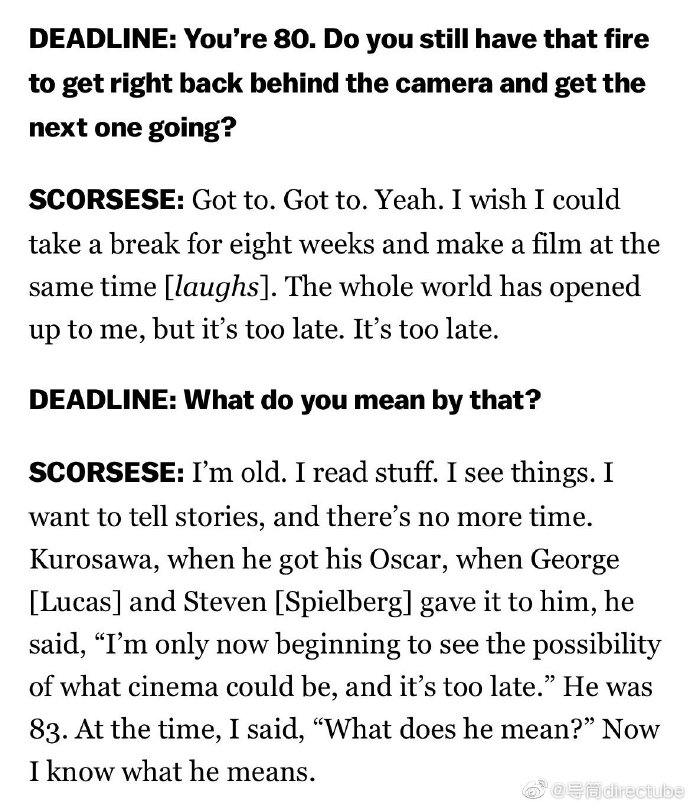 DEADLINE: You’re 80. Do you still have that fire
to get right back behind the camera and get the
next one going?
SCORSESE: Got to. Got to. Yeah. I wish I could
take a break for eight weeks and make a film at the
same time [laughs]. The whole world has opened
up to me, but it’s too late. It’s too late.
DEADLINE: What do you mean by that?
SCORSESE: I’m old. I read stuff. I see things. I
want to tell stories, and there’s no more time.
Kurosawa, when he got his Oscar, when George
[Lucas] and Steven [Spielberg] gave it to him, he
said, “I’m only now beginning to see the possibility
of what cinema could be, and it’s too late.” He was
83. At the time, I said, “What does he mean?” Now
I know what he means.
@导筒directube